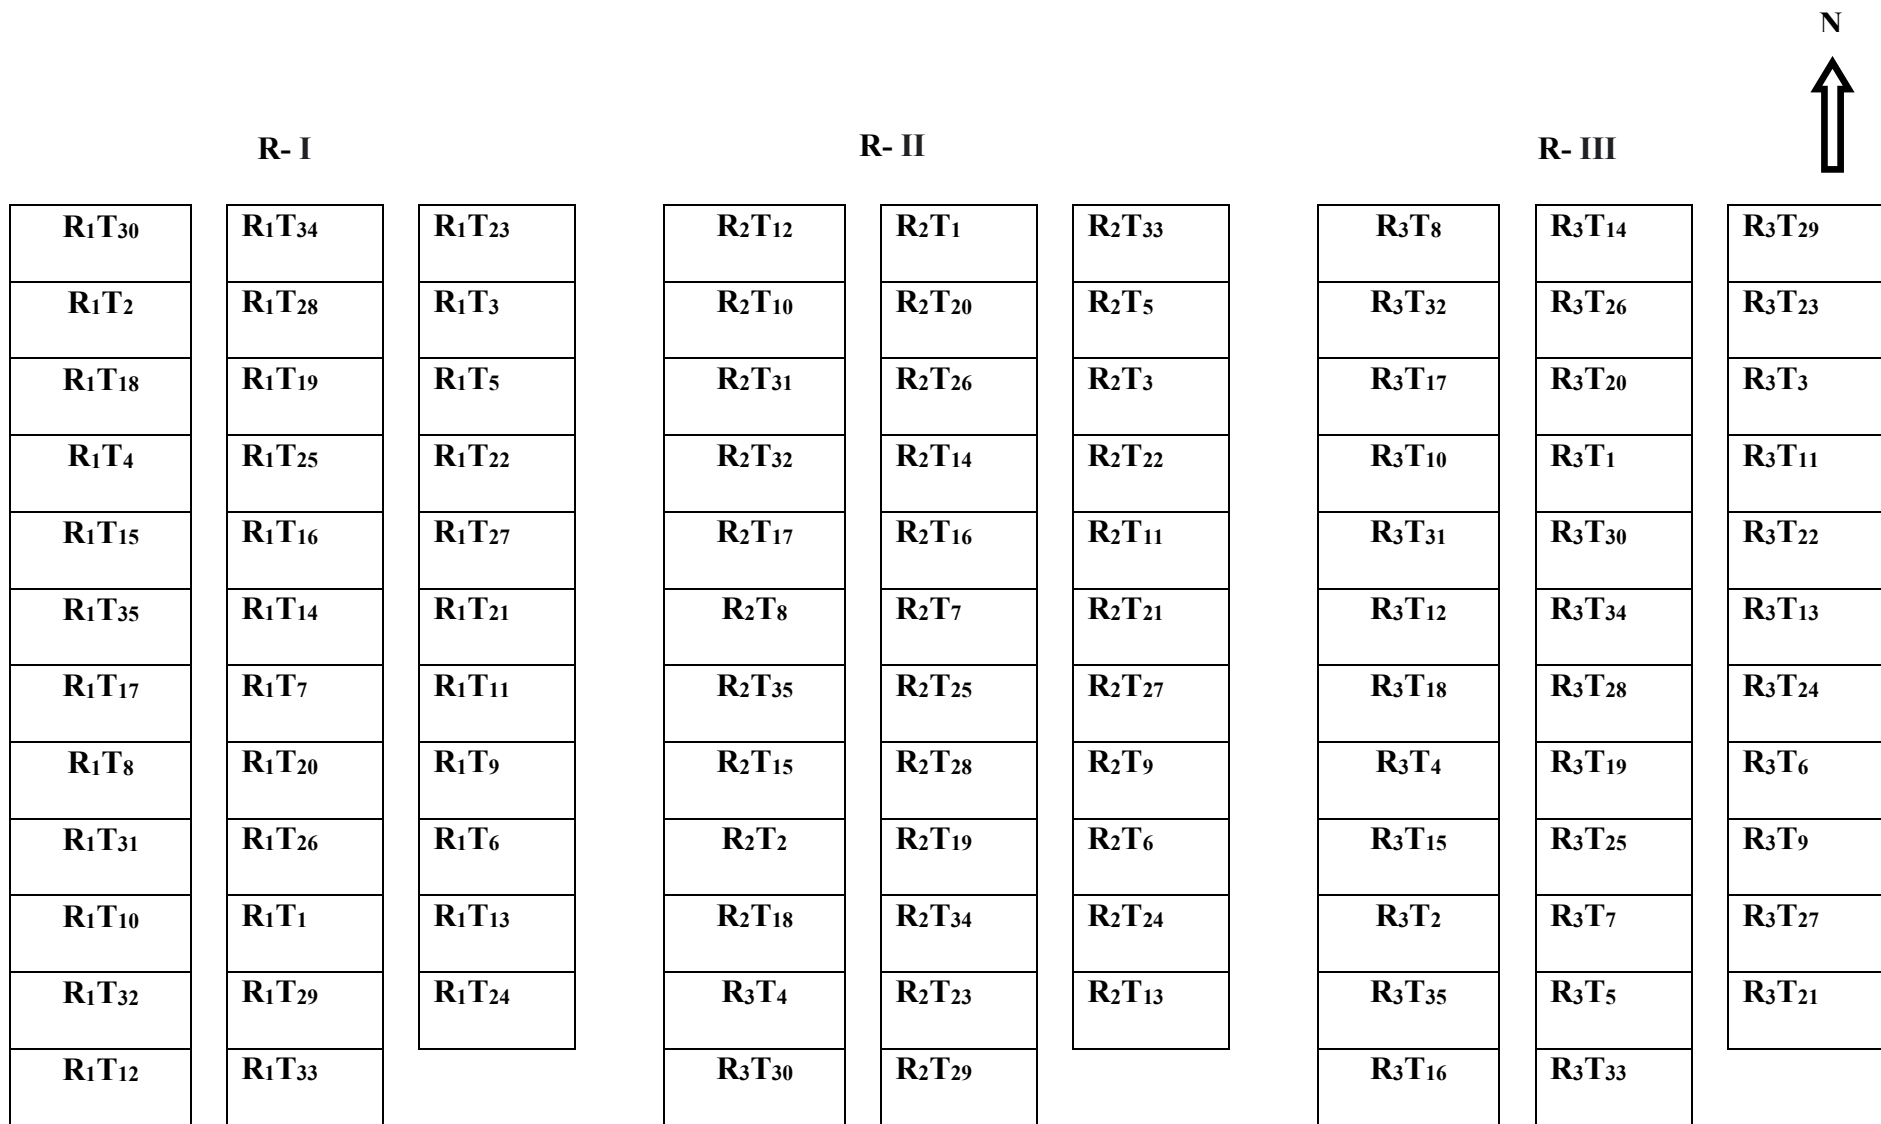 N
R- I R- II R- III
R₁T₃₀ R₁T₃₄ R₁T₂₃ R₂T₁₂ R₂T₁ R₂T₃₃ R₃T₈ R₃T₁₄ R₃T₂₉
R₁T₂ R₁T₂₈ R₁T₃ R₂T₁₀ R₂T₂₀ R₂T₅ R₃T₃₂ R₃T₂₆ R₃T₂₃
R₁T₁₈ R₁T₁₉ R₁T₅ R₂T₃₁ R₂T₂₆ R₂T₃ R₃T₁₇ R₃T₂₀ R₃T₃
R₁T₄ R₁T₂₅ R₁T₂₂ R₂T₃₂ R₂T₁₄ R₂T₂₂ R₃T₁₀ R₃T₁ R₃T₁₁
R₁T₁₅ R₁T₁₆ R₁T₂₇ R₂T₁₇ R₂T₁₆ R₂T₁₁ R₃T₃₁ R₃T₃₀ R₃T₂₂
R₁T₃₅ R₁T₁₄ R₁T₂₁ R₂T₈ R₂T₇ R₂T₂₁ R₃T₁₂ R₃T₃₄ R₃T₁₃
R₁T₁₇ R₁T₇ R₁T₁₁ R₂T₃₅ R₂T₂₅ R₂T₂₇ R₃T₁₈ R₃T₂₈ R₃T₂₄
R₁T₈ R₁T₂₀ R₁T₉ R₂T₁₅ R₂T₂₈ R₂T₉ R₃T₄ R₃T₁₉ R₃T₆
R₁T₃₁ R₁T₂₆ R₁T₆ R₂T₂ R₂T₁₉ R₂T₆ R₃T₁₅ R₃T₂₅ R₃T₉
R₁T₁₀ R₁T₁ R₁T₁₃ R₂T₁₈ R₂T₃₄ R₂T₂₄ R₃T₂ R₃T₇ R₃T₂₇
R₁T₃₂ R₁T₂₉ R₁T₂₄ R₃T₄ R₂T₂₃ R₂T₁₃ R₃T₃₅ R₃T₅ R₃T₂₁
R₁T₁₂ R₁T₃₃ R₃T₃₀ R₂T₂₉ R₃T₁₆ R₃T₃₃